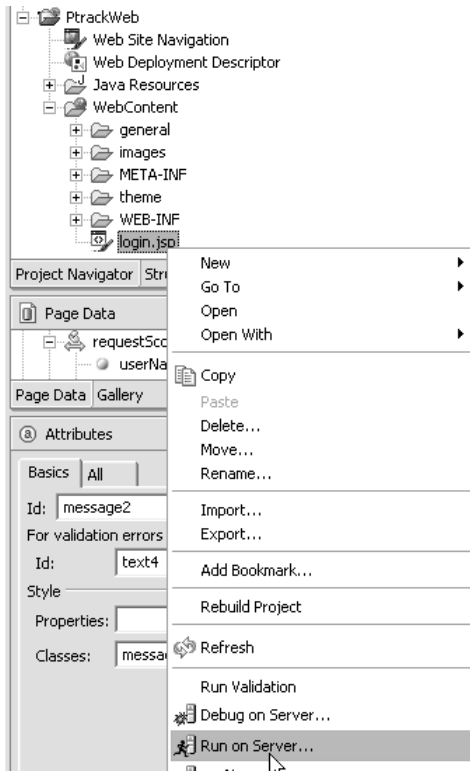 PtrackWeb
Web Site Navigation
Web Deployment Descriptor
Java Resources
WebContent
general
images
META-INF
theme
WEB-INF
login.jsp
Project Navigator
Page Data
Page Data Gallery
Attributes
Basics All
Id: message2
For validation errors
Id: text4
Style
Properties:
Classes:
New
Go To
Open
Open With
Copy
Paste
Delete...
Move...
Rename...
Import...
Export...
Add Bookmark...
Rebuild Project
Refresh
Run Validation
Debug on Server...
Run on Server...